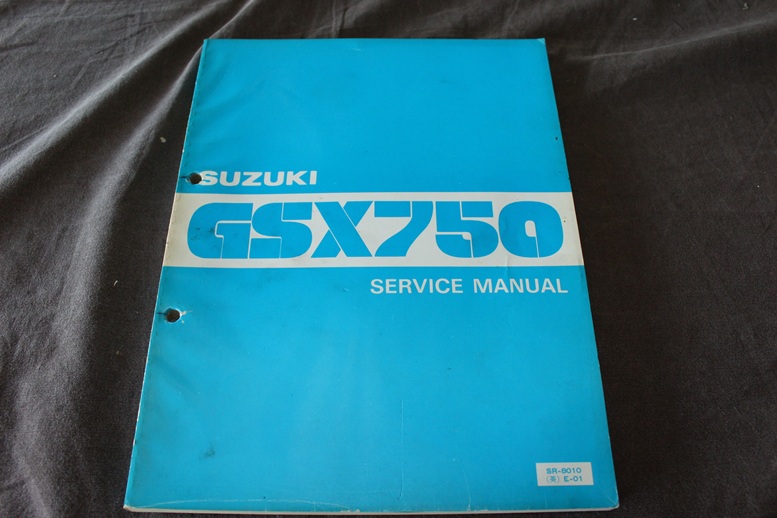 SUZUKI
GSX750
SERVICE MANUAL
SR-8010
(英) E-01